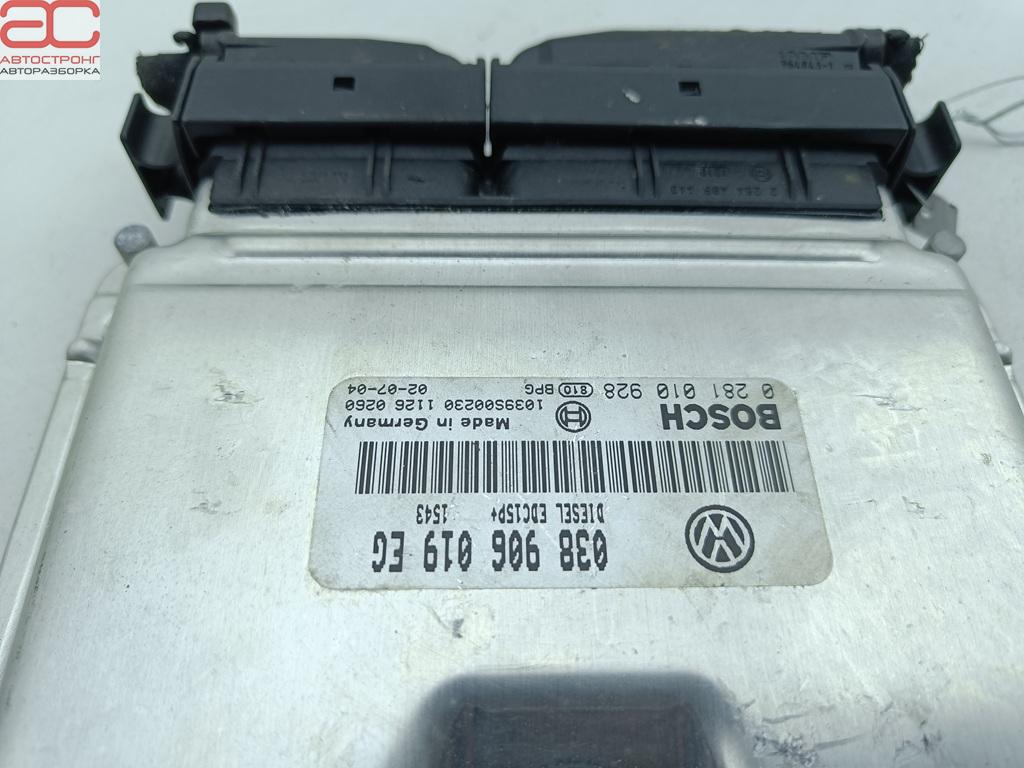 АС
АВТОСТРОНГ
АВТОРАЗБОРКА
038 906 019 EG
DIESEL EDC15P+ 1543
BOSCH
Made in Germany
1039S00230 1126 0260
0 281 010 928 810 BPG 02-07-04